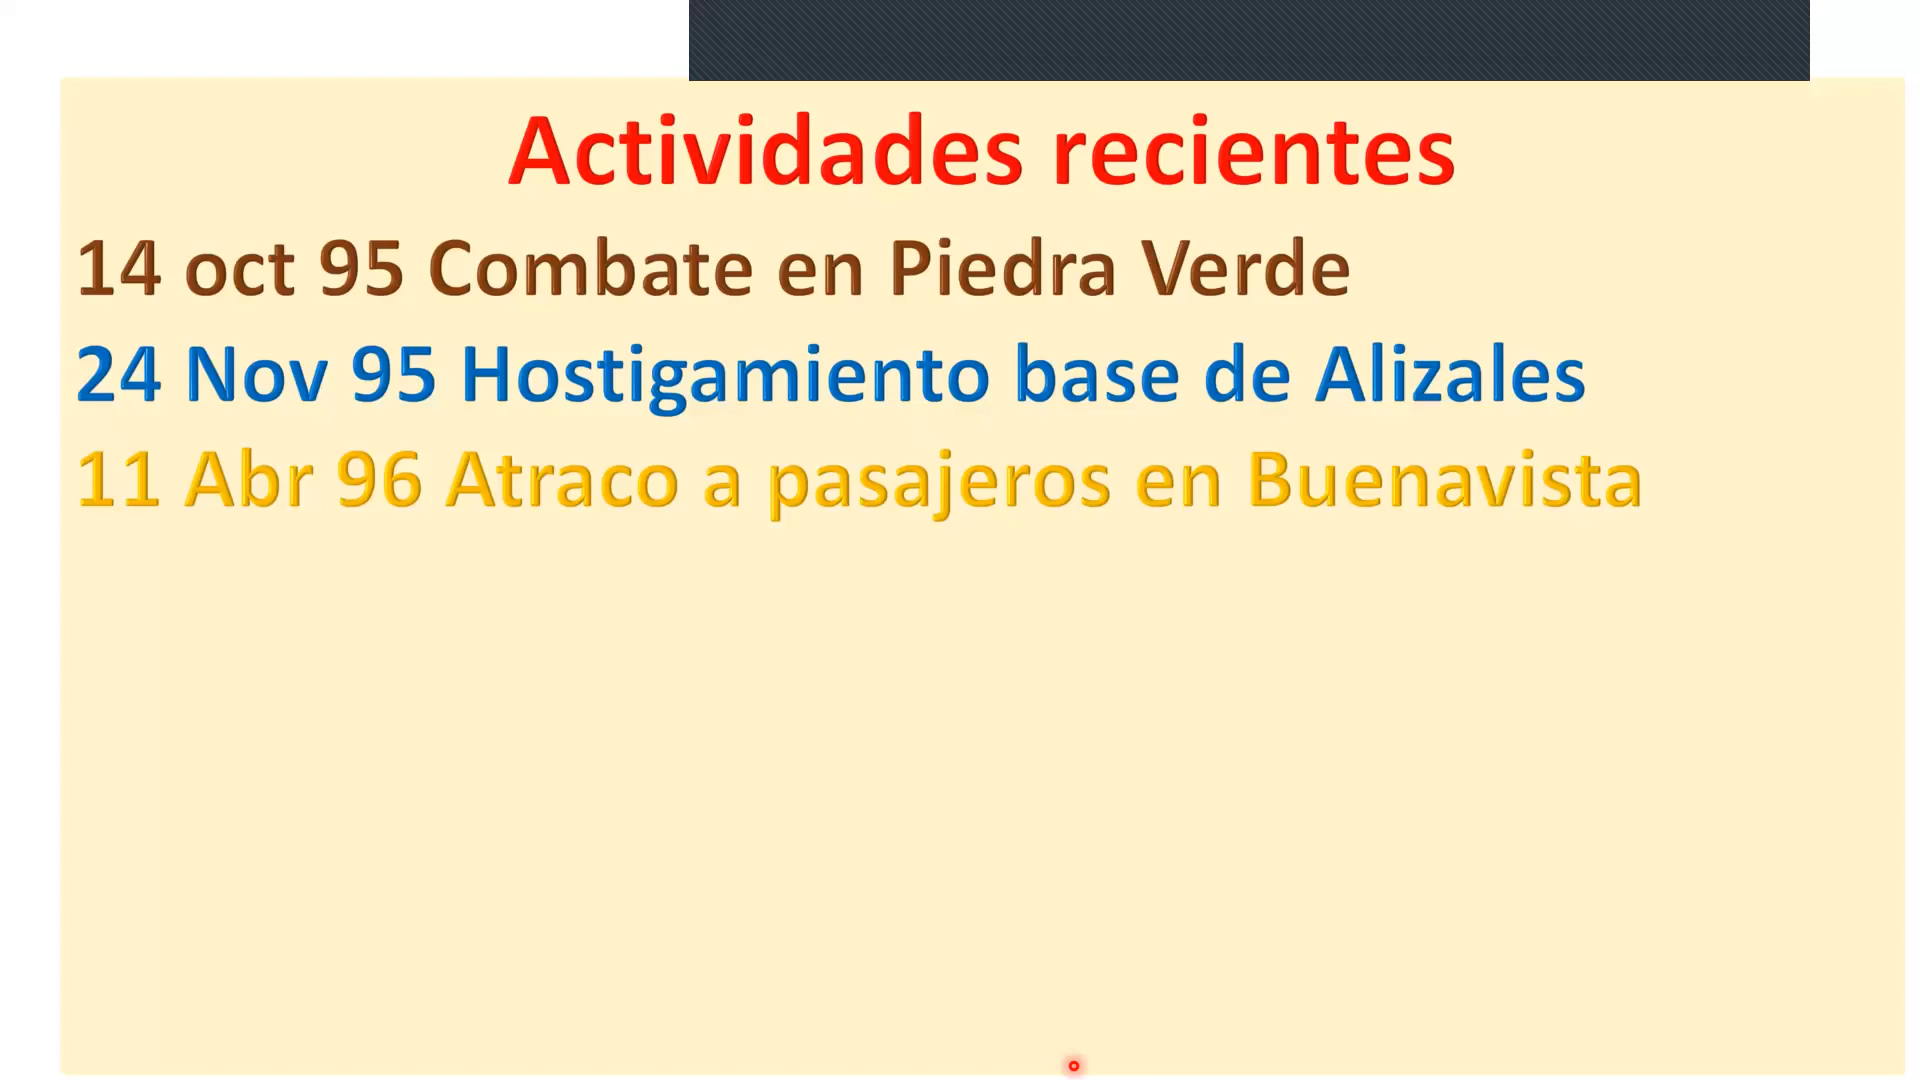 Actividades recientes
14 oct 95 Combate en Piedra Verde
24 Nov 95 Hostigamiento base de Alizales
11 Abr 96 Atraco a pasajeros en Buenavista